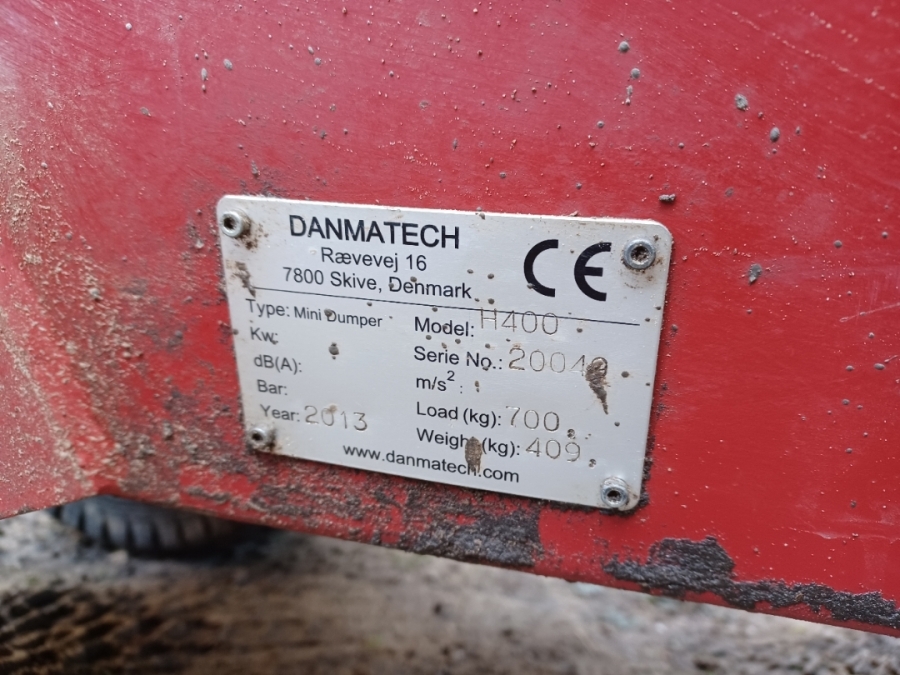 DANMATECH
Rævevej 16
7800 Skive, Denmark
CE
Type: Mini Dumper
Kw:
dB(A):
Bar:
Year: 2013
Model: H400
Serie No.:
m/s² :
Load (kg): 700
Weight (kg): 409
www.danmatech.com